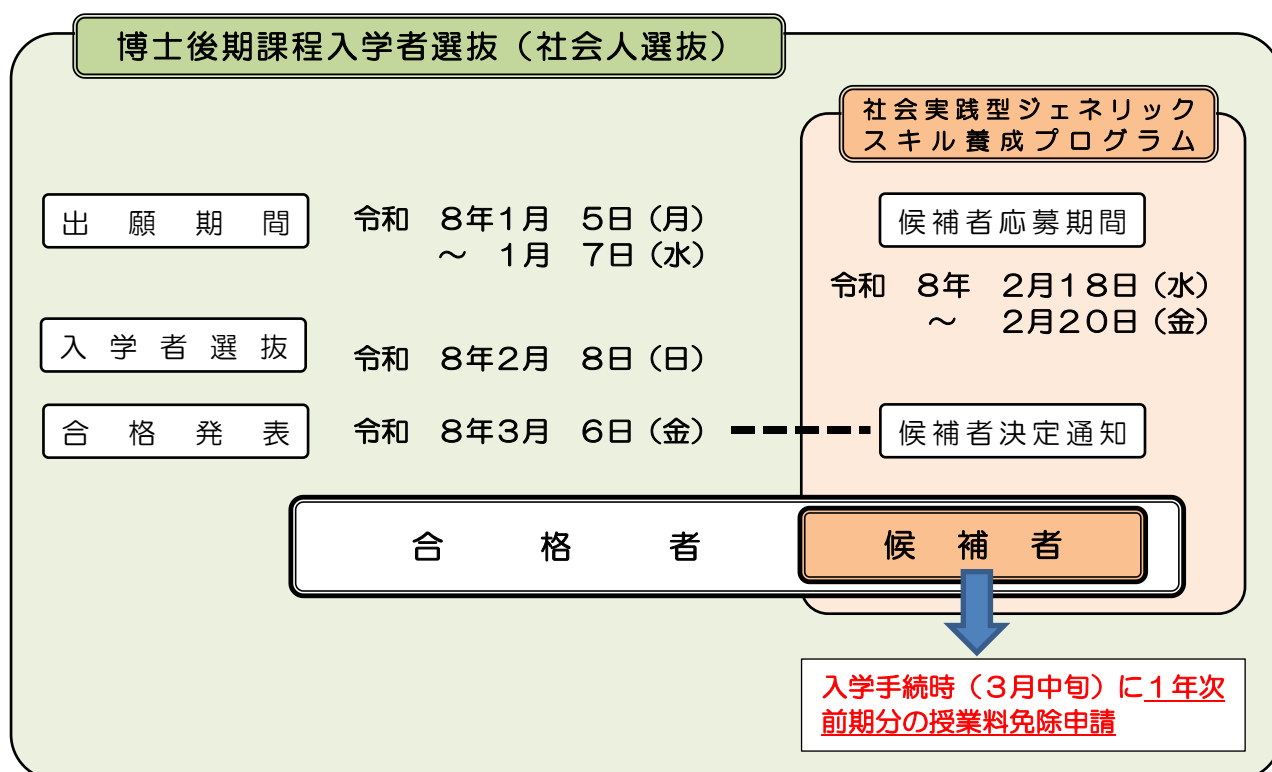 博士後期課程入学者選抜（社会人選抜）
社会実践型ジェネリック
スキル養成プログラム
出願期間
令和　８年１月　５日（月）
～　１月　７日（水）
候補者応募期間
令和　８年　２月１８日（水）
～　２月２０日（金）
入学者選抜
令和　８年２月　８日（日）
合格発表
令和　８年３月　６日（金）
候補者決定通知
合格者
候補者
入学手続時（３月中旬）に１年次
前期分の授業料免除申請